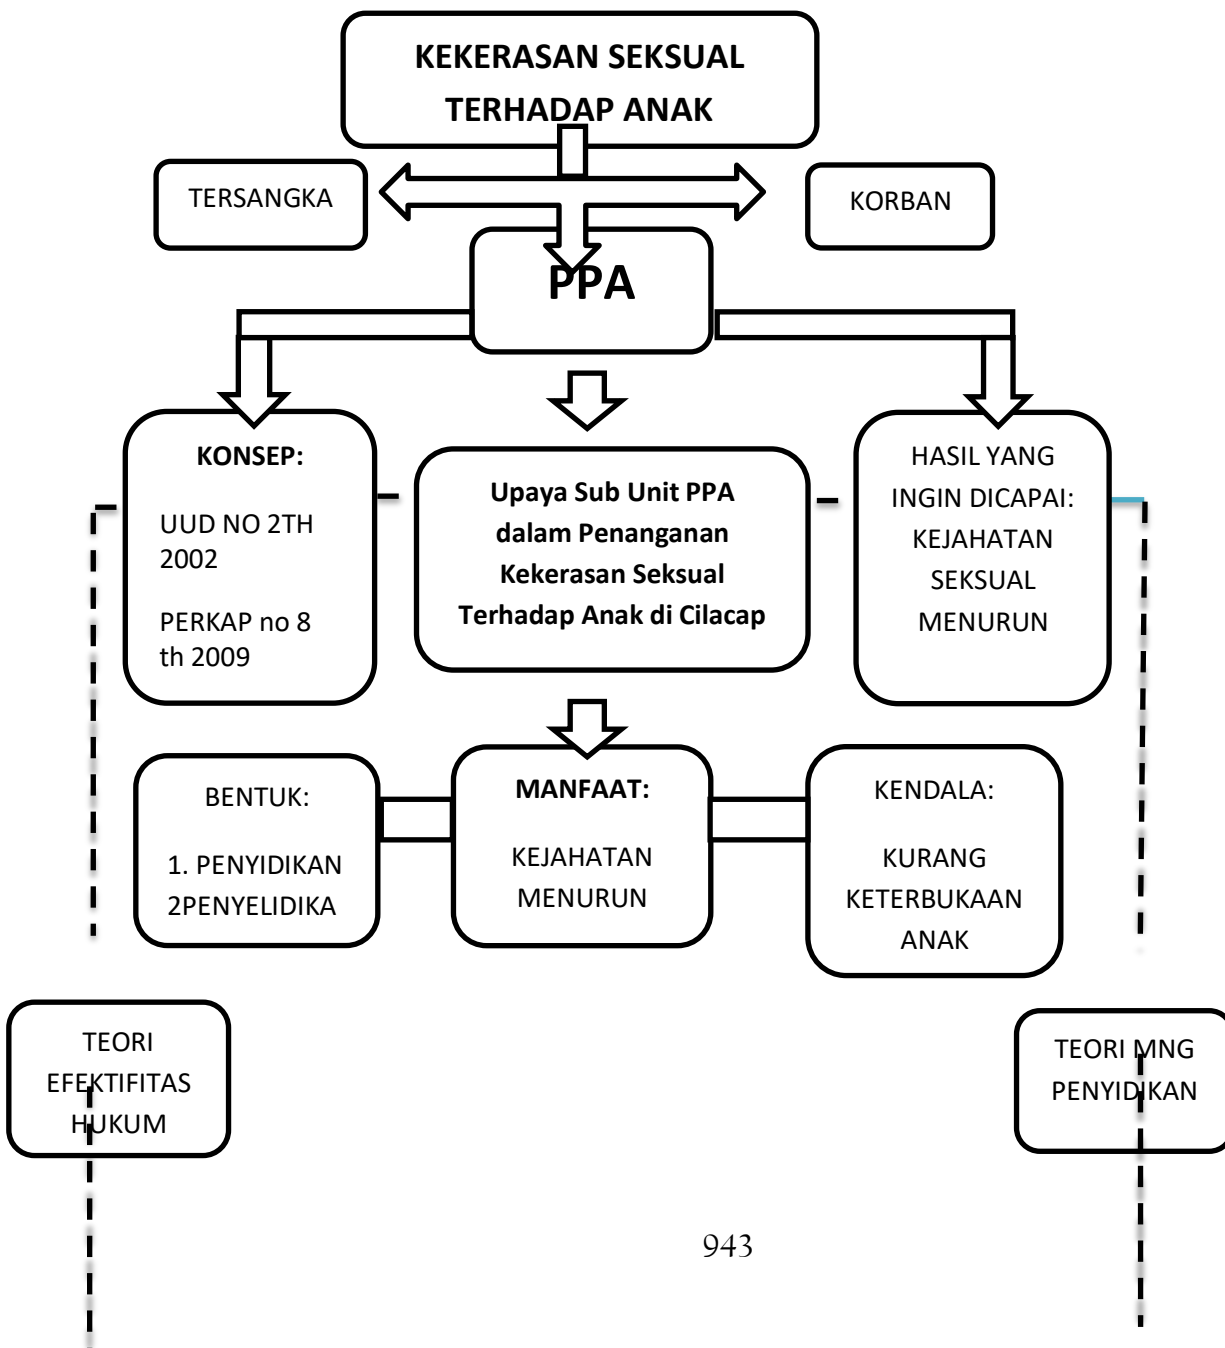 KEKERASAN SEKSUAL
TERHADAP ANAK
TERSANGKA
KORBAN
PPA
KONSEP:
UUD NO 2TH
2002
PERKAP no 8
th 2009
Upaya Sub Unit PPA
dalam Penanganan
Kekerasan Seksual
Terhadap Anak di Cilacap
HASIL YANG
INGIN DICAPAI:
KEJAHATAN
SEKSUAL
MENURUN
BENTUK:
1. PENYIDIKAN
2PENYELIDIKA
MANFAAT:
KEJAHATAN
MENURUN
KENDALA:
KURANG
KETERBUKAAN
ANAK
TEORI
EFEKTIFITAS
HUKUM
TEORI MNG
PENYIDIKAN
943